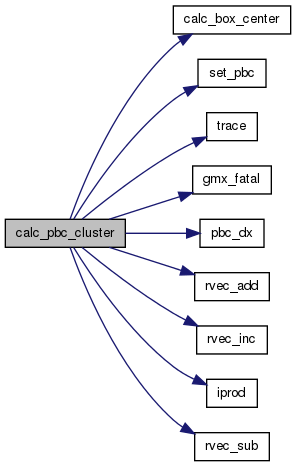 calc_box_center
set_pbc
trace
gmx_fatal
calc_pbc_cluster
pbc_dx
rvec_add
rvec_inc
iprod
rvec_sub